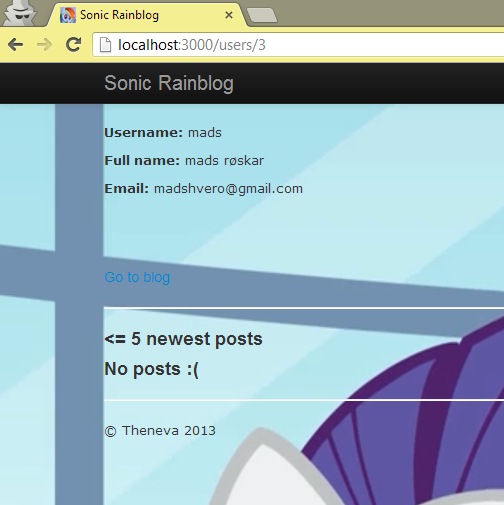 Sonic Rainblog
localhost:3000/users/3
Sonic Rainblog
Username: mads
Full name: mads røskar
Email: madshvero@gmail.com
Go to blog
<= 5 newest posts
No posts :(
© Theneva 2013